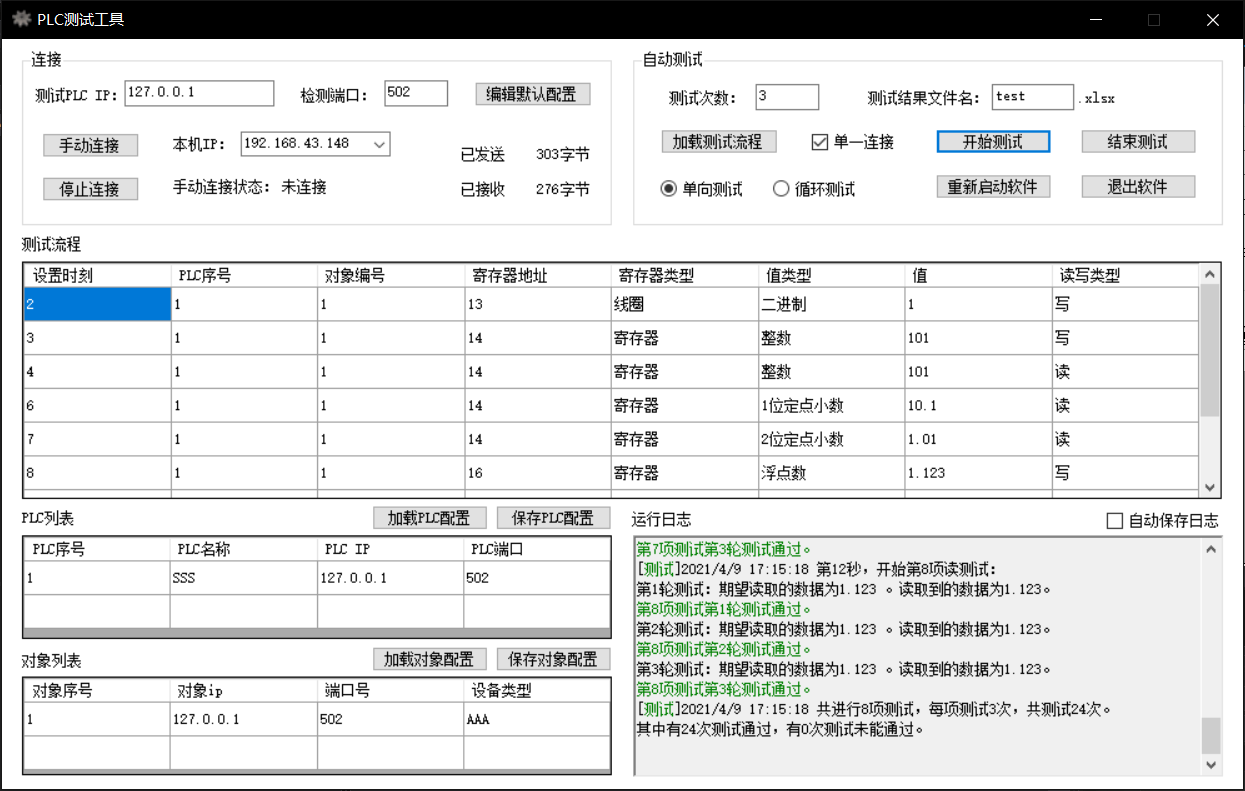 PLC测试工具
连接
测试PLC IP: 127.0.0.1 检测端口: 502 编辑默认配置
手动连接 本机IP: 192.168.43.148 已发送 303字节
停止连接 手动连接状态: 未连接 已接收 276字节
自动测试
测试次数: 3 测试结果文件名: test .xlsx
加载测试流程 单一连接 开始测试 结束测试
单向测试 循环测试 重新启动软件 退出软件
测试流程
设置时刻 PLC序号 对象编号 寄存器地址 寄存器类型 值类型 值 读写类型
2 1 1 13 线圈 二进制 1 写
3 1 1 14 寄存器 整数 101 写
4 1 1 14 寄存器 整数 101 读
6 1 1 14 寄存器 1位定点小数 10.1 读
7 1 1 14 寄存器 2位定点小数 1.01 读
8 1 1 16 寄存器 浮点数 1.123 写
PLC列表 加载PLC配置 保存PLC配置
PLC序号 PLC名称 PLC IP PLC端口
1 SSS 127.0.0.1 502
对象列表 加载对象配置 保存对象配置
对象序号 对象ip 端口号 设备类型
1 127.0.0.1 502 AAA
运行日志 自动保存日志
第7项测试第3轮测试通过。
[测试]2021/4/9 17:15:18 第12秒，开始第8项读测试:
第1轮测试: 期望读取的数据为1.123 。读取到的数据为1.123。
第8项测试第1轮测试通过。
第2轮测试: 期望读取的数据为1.123 。读取到的数据为1.123。
第8项测试第2轮测试通过。
第3轮测试: 期望读取的数据为1.123 。读取到的数据为1.123。
第8项测试第3轮测试通过。
[测试]2021/4/9 17:15:18 共进行8项测试，每项测试3次，共测试24次。
其中有24次测试通过，有0次测试未能通过。